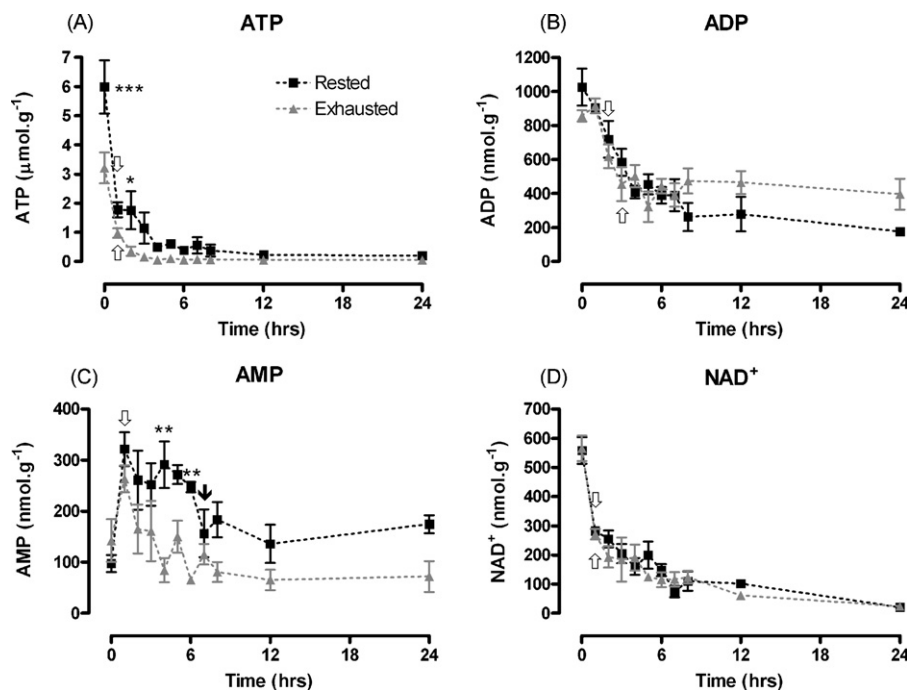 (A) ATP
ATP (μmol.g⁻¹)
7
6
5
4
3
2
1
0
***
*
Rested
Exhausted
0 6 12 18 24
Time (hrs)
(B) ADP
ADP (nmol.g⁻¹)
1200
1000
800
600
400
200
0
0 6 12 18 24
Time (hrs)
(C) AMP
AMP (nmol.g⁻¹)
400
300
200
100
0
**
**
0 6 12 18 24
Time (hrs)
(D) NAD⁺
NAD⁺ (nmol.g⁻¹)
700
600
500
400
300
200
100
0
0 6 12 18 24
Time (hrs)